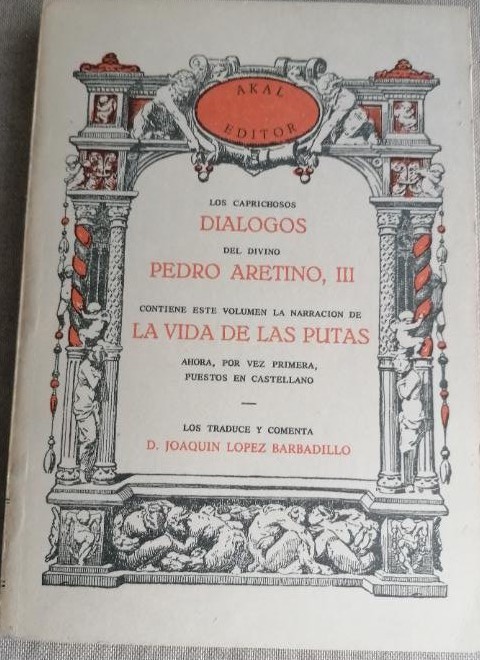 AKAL
EDITOR
LOS CAPRICHOSOS
DIALOGOS
DEL DIVINO
PEDRO ARETINO, III
CONTIENE ESTE VOLUMEN LA NARRACION DE
LA VIDA DE LAS PUTAS
AHORA, POR VEZ PRIMERA,
PUESTOS EN CASTELLANO
LOS TRADUCE Y COMENTA
D. JOAQUIN LOPEZ BARBADILLO